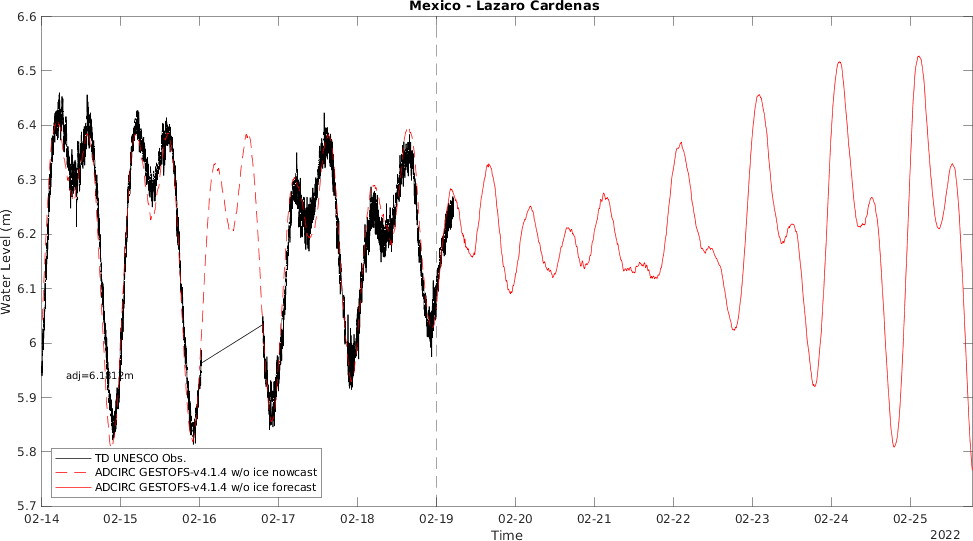 Mexico - Lazaro Cardenas
6.6
6.5
6.4
6.3
6.2
6.1
6
5.9
5.8
5.7
Water Level (m)
adj=6.1812m
TD UNESCO Obs.
ADCIRC GESTOFS-v4.1.4 w/o ice nowcast
ADCIRC GESTOFS-v4.1.4 w/o ice forecast
02-14 02-15 02-16 02-17 02-18 02-19 02-20 02-21 02-22 02-23 02-24 02-25
Time
2022